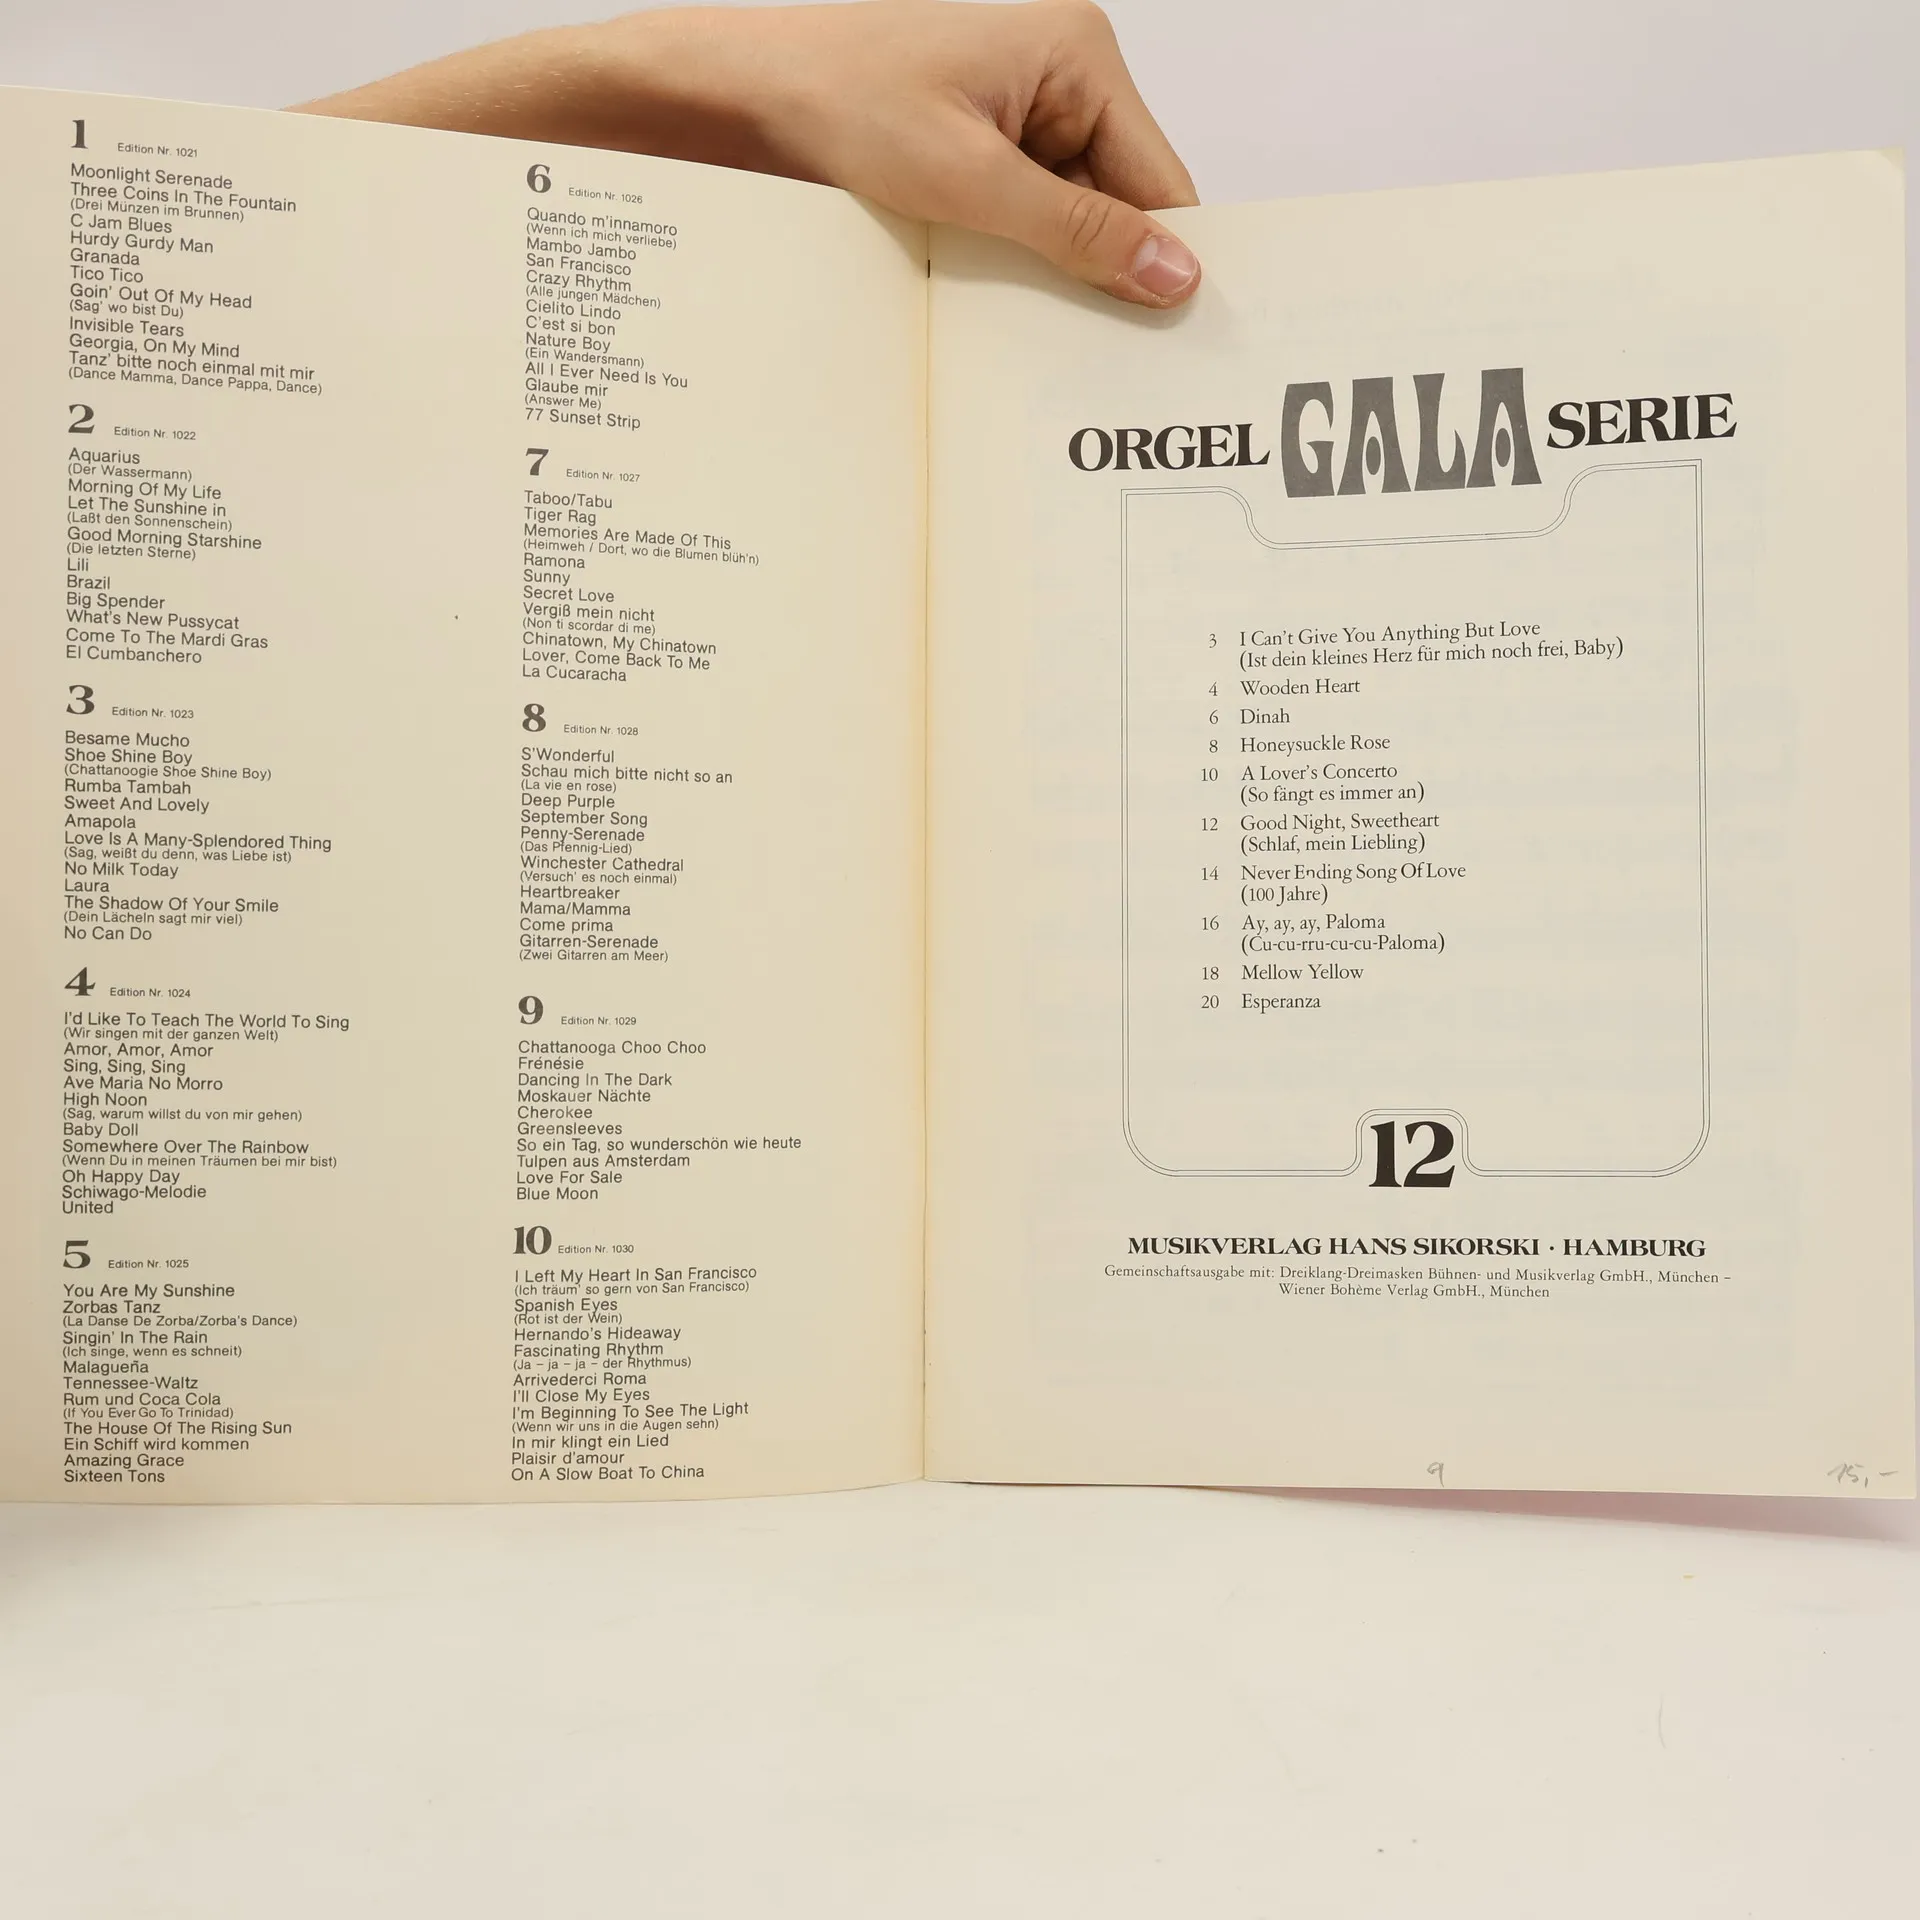 1 Edition Nr. 1021
Moonlight Serenade
Three Coins In The Fountain
(Drei Münzen im Brunnen)
C Jam Blues
Hurdy Gurdy Man
Granada
Tico Tico
Goin' Out Of My Head
(Sag' wo bist Du)
Invisible Tears
Georgia, On My Mind
Tanz' bitte noch einmal mit mir
(Dance Mamma, Dance Pappa, Dance)
2 Edition Nr. 1022
Aquarius
(Der Wassermann)
Morning Of My Life
Let The Sunshine in
(Laßt den Sonnenschein)
Good Morning Starshine
(Die letzten Sterne)
Lili
Brazil
Big Spender
What's New Pussycat
Come To The Mardi Gras
El Cumbanchero
3 Edition Nr. 1023
Besame Mucho
Shoe Shine Boy
(Chattanoogie Shoe Shine Boy)
Rumba Tambah
Sweet And Lovely
Amapola
Love Is A Many-Splendored Thing
(Sag, weißt du denn, was Liebe ist)
No Milk Today
Laura
The Shadow Of Your Smile
(Dein Lächeln sagt mir viel)
No Can Do
4 Edition Nr. 1024
I'd Like To Teach The World To Sing
(Wir singen mit der ganzen Welt)
Amor, Amor, Amor
Sing, Sing, Sing
Ave Maria No Morro
High Noon
(Sag, warum willst du von mir gehen)
Baby Doll
Somewhere Over The Rainbow
(Wenn Du in meinen Träumen bei mir bist)
Oh Happy Day
Schiwago-Melodie
United
5 Edition Nr. 1025
You Are My Sunshine
Zorbas Tanz
(La Danse De Zorba/Zorba's Dance)
Singin' In The Rain
(Ich singe, wenn es schneit)
Malagueña
Tennessee-Waltz
Rum und Coca Cola
(If You Ever Go To Trinidad)
The House Of The Rising Sun
Ein Schiff wird kommen
Amazing Grace
Sixteen Tons
6 Edition Nr. 1026
Quando m'innamoro
(Wenn ich mich verliebe)
Mambo Jambo
San Francisco
Crazy Rhythm
(Alle jungen Mädchen)
Cielito Lindo
C'est si bon
Nature Boy
(Ein Wandersmann)
All I Ever Need Is You
Glaube mir
(Answer Me)
77 Sunset Strip
7 Edition Nr. 1027
Taboo/Tabu
Tiger Rag
Memories Are Made Of This
(Heimweh / Dort, wo die Blumen blüh'n)
Ramona
Sunny
Secret Love
Vergiß mein nicht
(Non ti scordar di me)
Chinatown, My Chinatown
Lover, Come Back To Me
La Cucaracha
8 Edition Nr. 1028
S'Wonderful
Schau mich bitte nicht so an
(La vie en rose)
Deep Purple
September Song
Penny-Serenade
(Das Pfennig-Lied)
Winchester Cathedral
(Versuch' es noch einmal)
Heartbreaker
Mama/Mamma
Come prima
Gitarren-Serenade
(Zwei Gitarren am Meer)
9 Edition Nr. 1029
Chattanooga Choo Choo
Frénésie
Dancing In The Dark
Moskauer Nächte
Cherokee
Greensleeves
So ein Tag, so wunderschön wie heute
Tulpen aus Amsterdam
Love For Sale
Blue Moon
10 Edition Nr. 1030
I Left My Heart In San Francisco
(Ich träum' so gern von San Francisco)
Spanish Eyes
(Rot ist der Wein)
Hernando's Hideaway
Fascinating Rhythm
(Ja – ja – ja – der Rhythmus)
Arrivederci Roma
I'll Close My Eyes
I'm Beginning To See The Light
(Wenn wir uns in die Augen sehn)
In mir klingt ein Lied
Plaisir d'amour
On A Slow Boat To China
ORGEL GALA SERIE
3 I Can't Give You Anything But Love
(Ist dein kleines Herz für mich noch frei, Baby)
4 Wooden Heart
6 Dinah
8 Honeysuckle Rose
10 A Lover's Concerto
(So fängt es immer an)
12 Good Night, Sweetheart
(Schlaf, mein Liebling)
14 Never Ending Song Of Love
(100 Jahre)
16 Ay, ay, ay, Paloma
(Cu-cu-rru-cu-cu-Paloma)
18 Mellow Yellow
20 Esperanza
12
MUSIKVERLAG HANS SIKORSKI · HAMBURG
Gemeinschaftsausgabe mit: Dreiklang-Dreimasken Bühnen- und Musikverlag GmbH., München –
Wiener Bohème Verlag GmbH., München
15,-